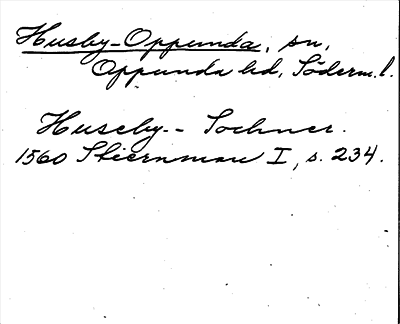 Husby-Oppunda, sn,
Oppunda hd, Söderm. l.
Huseby-- Sochner.
1560 Stiernman I, s. 234.